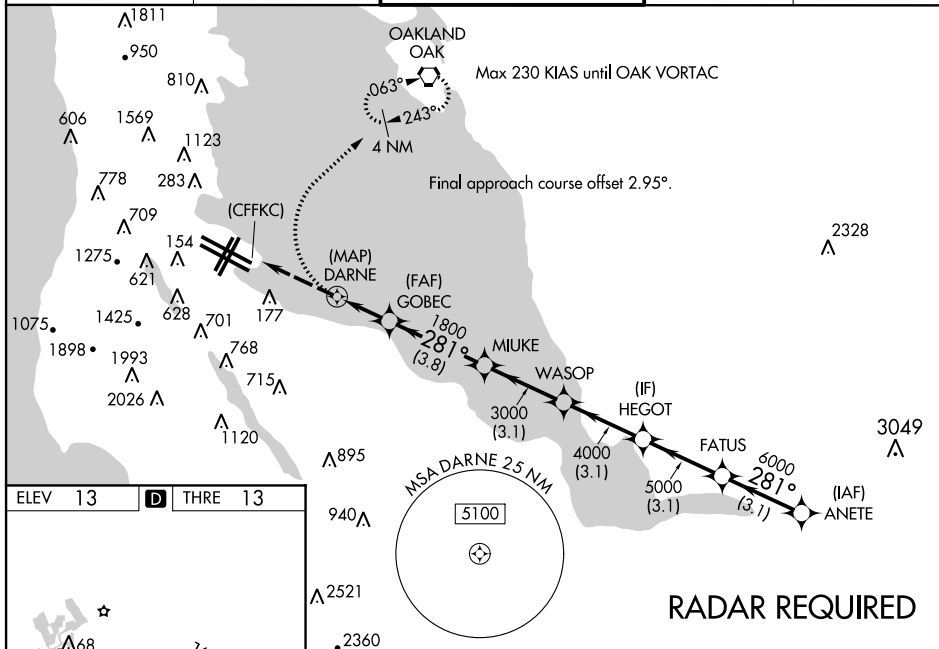 1811
950
810
606
1569
1123
778
283
709
154
1275
621
628
1075
1425
701
1898
768
1993
715
2026
1120
177
895
940
2521
2360
2328
3049
OAKLAND
OAK
063°
243°
4 NM
Max 230 KIAS until OAK VORTAC
Final approach course offset 2.95°.
(CFFKC)
(MAP)
DARNE
(FAF)
GOBEC
1800
281°
(3.8)
MIUKE
3000
(3.1)
WASOP
4000
(3.1)
(IF)
HEGOT
5000
(3.1)
FATUS
6000
281°
(3.1)
(IAF)
ANETE
MSA DARNE 25 NM
5100
RADAR REQUIRED
ELEV 13 D THRE 13
68